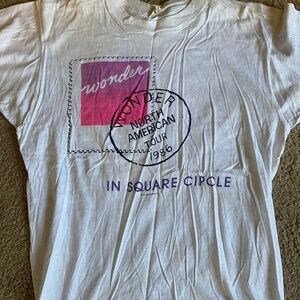 wonder
WONDER
NORTH
AMERICAN
TOUR
1986
IN SQUARE CIRCLE